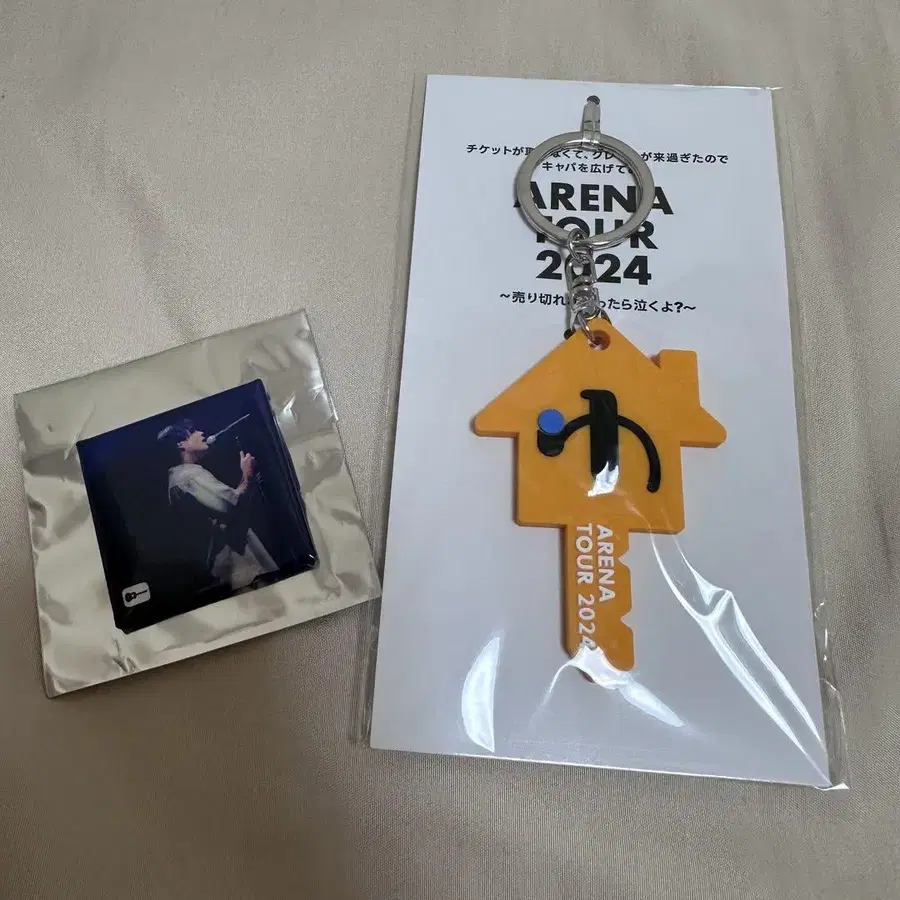 チケットが取 なくて、クレ が来過ぎたので
キャパを広げて
ARENA
TOUR
2024
～売り切れ ったら泣くよ?～
ARENA
TOUR 2024